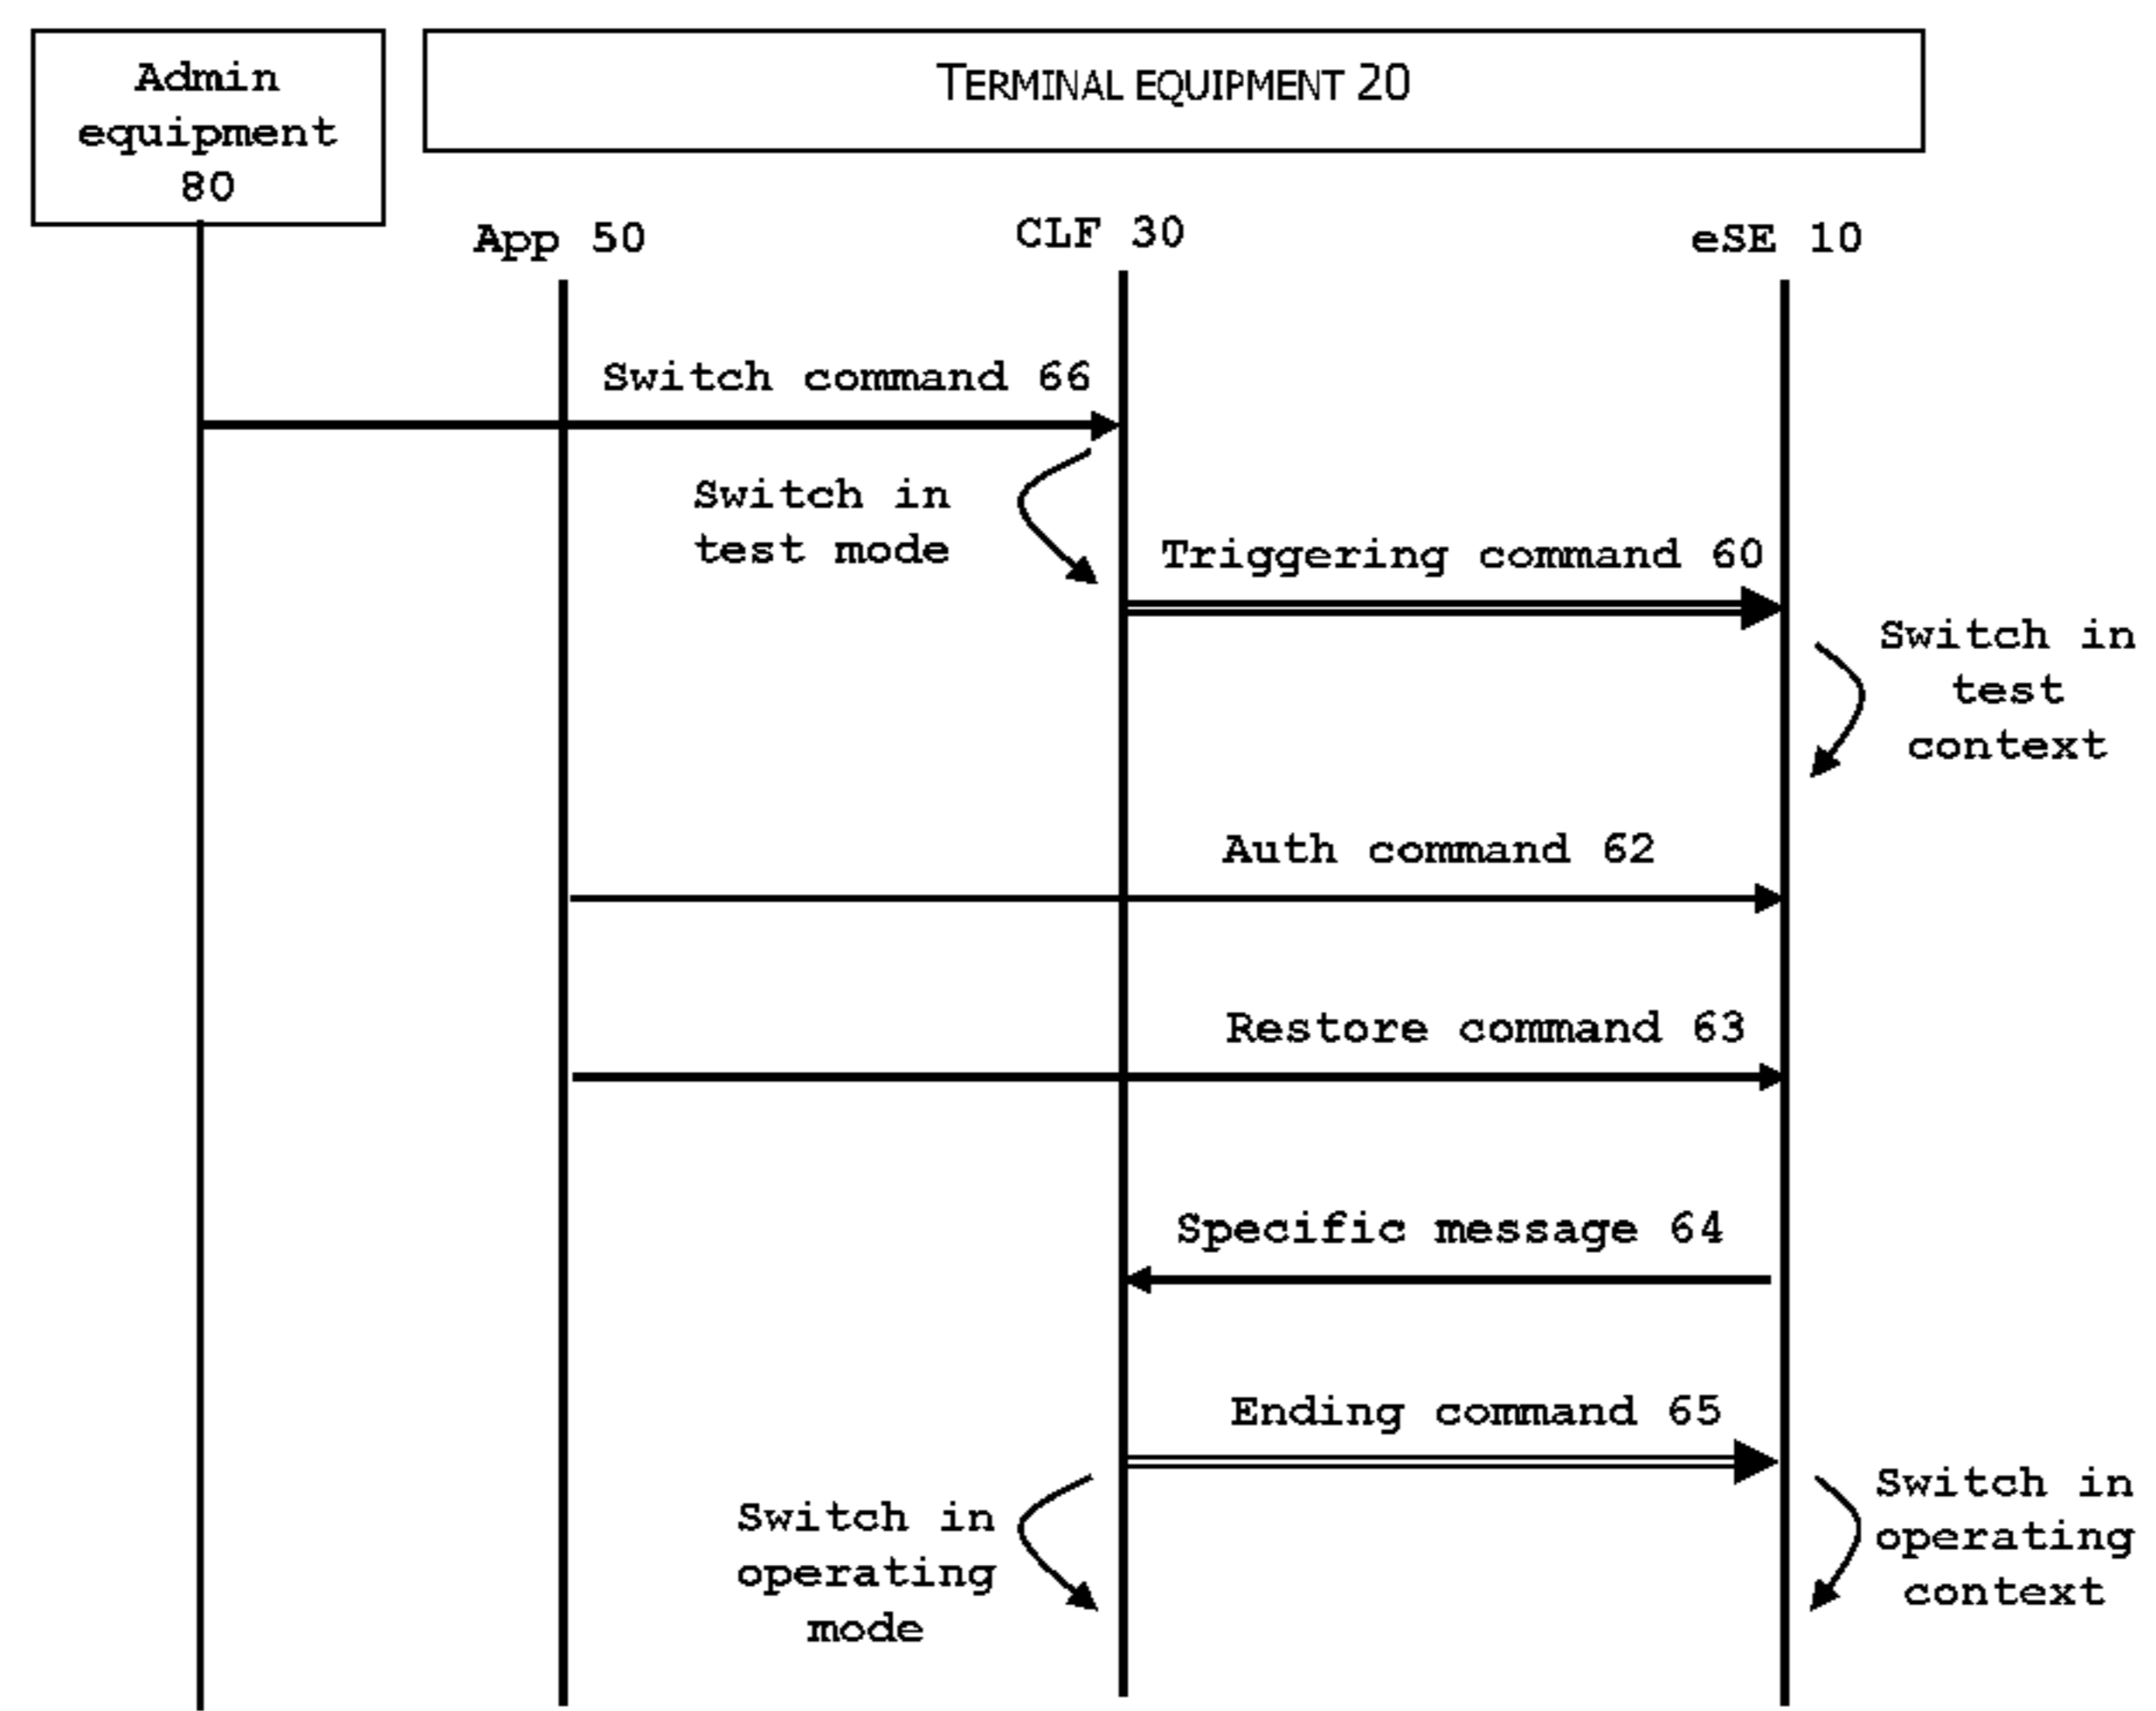 Admin
equipment
80
TERMINAL EQUIPMENT 20
App 50
CLF 30
eSE 10
Switch command 66
Switch in
test mode
Triggering command 60
Switch in
test
context
Auth command 62
Restore command 63
Specific message 64
Ending command 65
Switch in
operating
mode
Switch in
operating
context